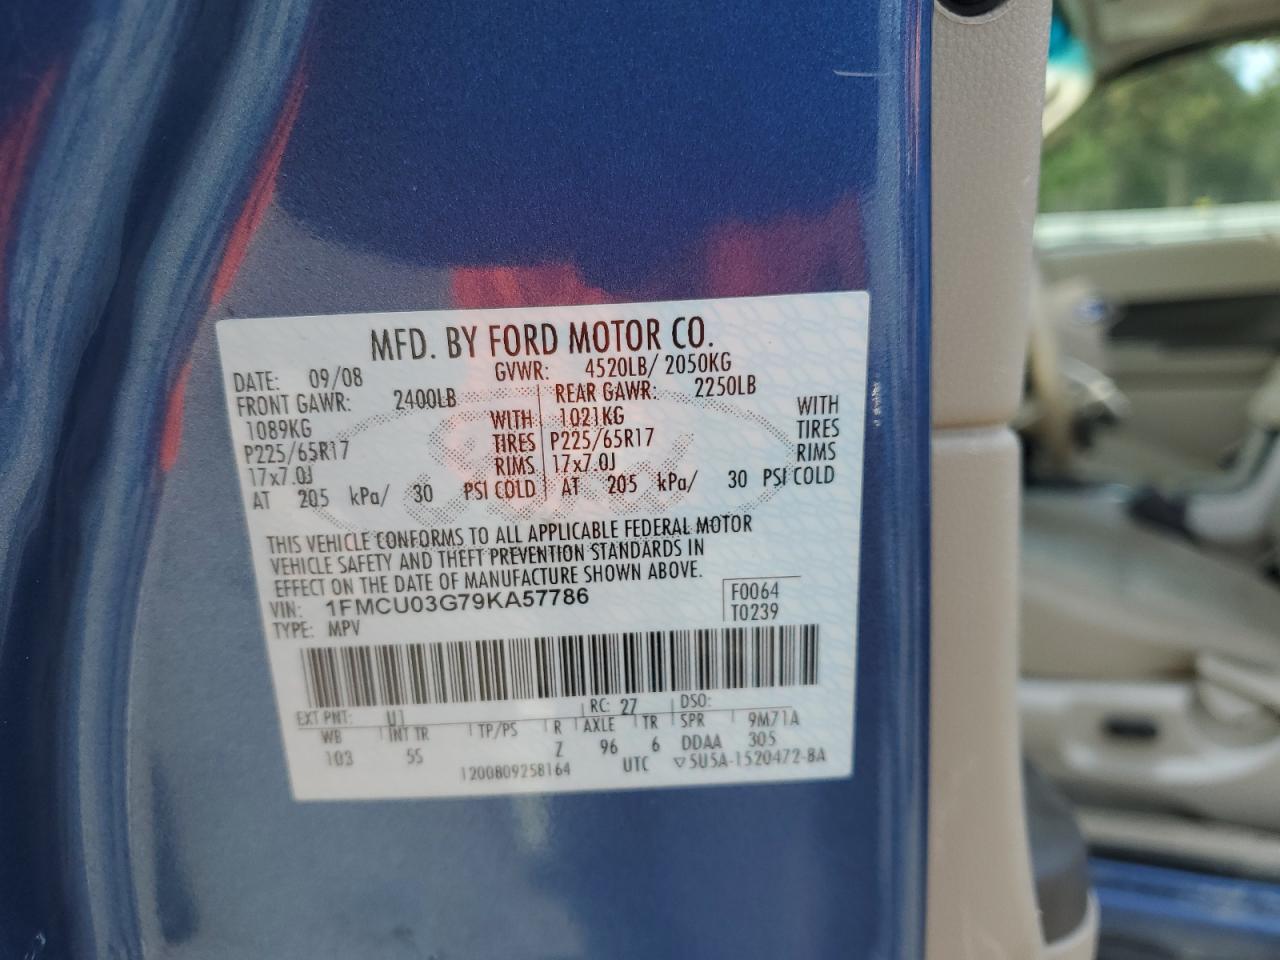 MFD. BY FORD MOTOR CO.
DATE: 09/08 GVWR: 4520LB/ 2050KG
FRONT GAWR: 2400LB REAR GAWR: 2250LB
1089KG WITH 1021KG WITH
P225/65R17 TIRES P225/65R17 TIRES
17x7.0J RIMS 17x7.0J RIMS
AT 205 kPa/ 30 PSI COLD AT 205 kPa/ 30 PSI COLD
THIS VEHICLE CONFORMS TO ALL APPLICABLE FEDERAL MOTOR
VEHICLE SAFETY AND THEFT PREVENTION STANDARDS IN
EFFECT ON THE DATE OF MANUFACTURE SHOWN ABOVE.
VIN: 1FMCU03G79KA57786 F0064
TYPE: MPV T0239
EXT PNT: U1 RC: 27 DSO:
WB INT TR TP/PS R AXLE TR SPR 9M71A
103 55 Z 96 6 DDAA 305
1200809258164 UTC ▽5U5A-1520472-BA